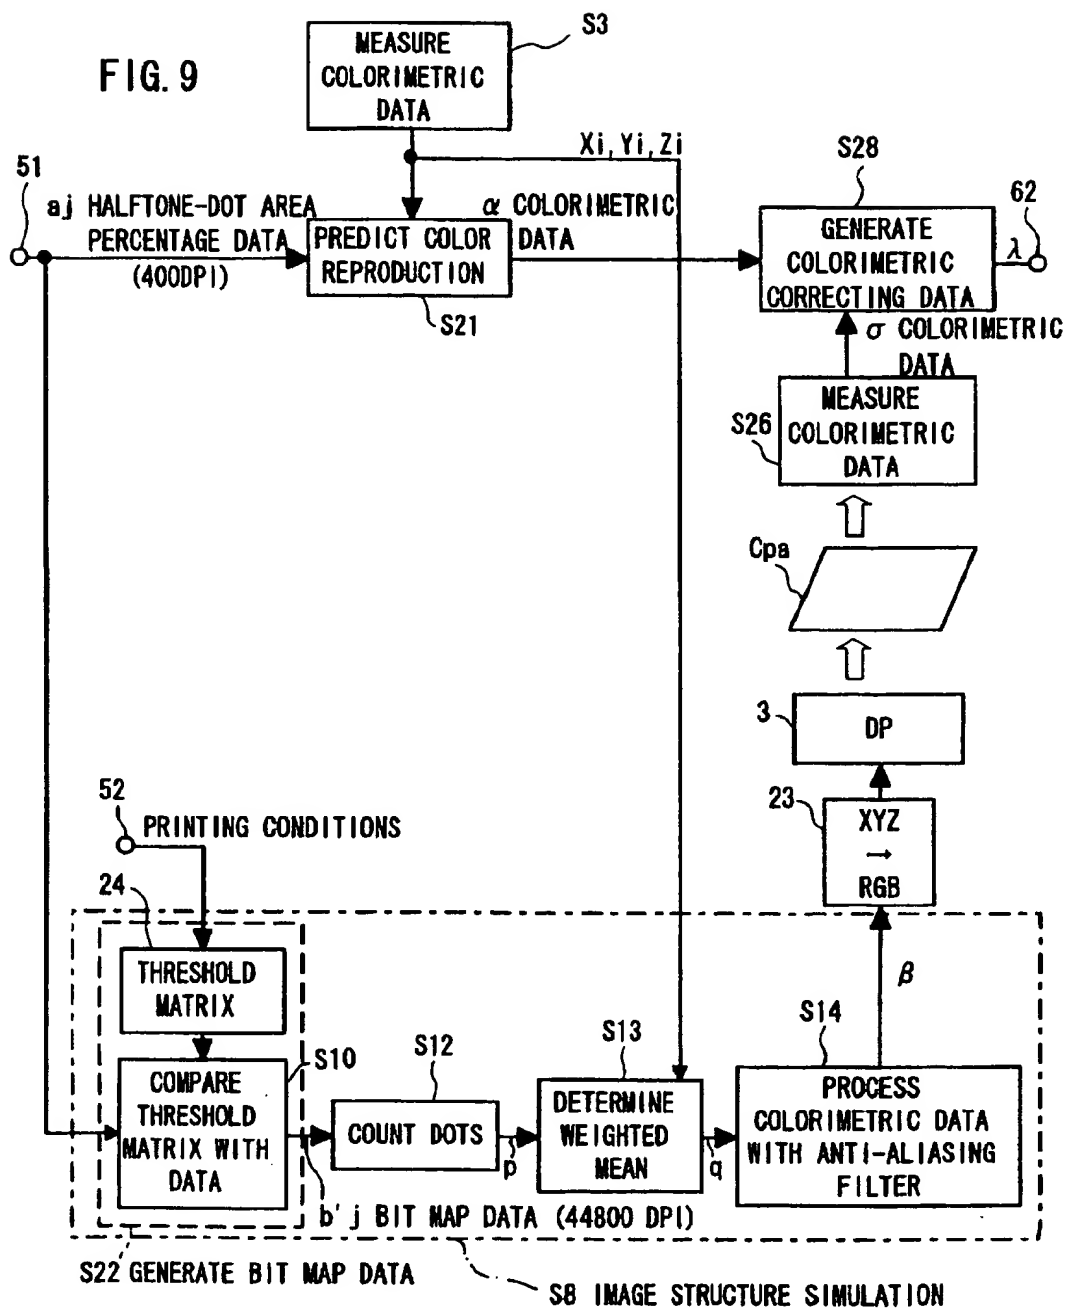 FIG. 9
S3
MEASURE
COLORIMETRIC
DATA
Xi, Yi, Zi
51
aj HALFTONE-DOT AREA
PERCENTAGE DATA
(400DPI)
PREDICT COLOR
REPRODUCTION
S21
α COLORIMETRIC
DATA
S28
GENERATE
COLORIMETRIC
CORRECTING DATA
62
λ
σ COLORIMETRIC
DATA
S26
MEASURE
COLORIMETRIC
DATA
Cpa
3
DP
23
XYZ
→
RGB
52
PRINTING CONDITIONS
24
THRESHOLD
MATRIX
β
S10
COMPARE
THRESHOLD
MATRIX WITH
DATA
S12
COUNT DOTS
p
S13
DETERMINE
WEIGHTED
MEAN
q
S14
PROCESS
COLORIMETRIC DATA
WITH ANTI-ALIASING
FILTER
b'j BIT MAP DATA (44800 DPI)
S22 GENERATE BIT MAP DATA
S8 IMAGE STRUCTURE SIMULATION